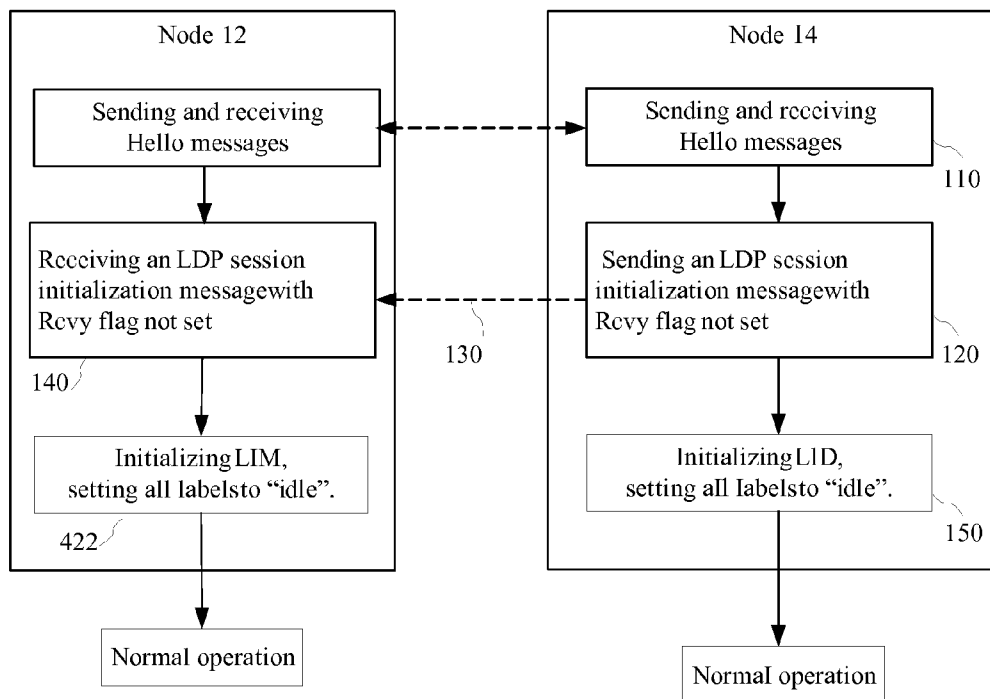 Node 12
Sending and receiving
Hello messages
Receiving an LDP session
initialization messagewith
Rcvy flag not set
140
Initializing LIM,
setting all labelsto “idle”.
422
Normal operation
130
Node 14
Sending and receiving
Hello messages
110
Sending an LDP session
initialization messagewith
Rcvy flag not set
120
Initializing LID,
setting all labelsto “idle”.
150
Normal operation